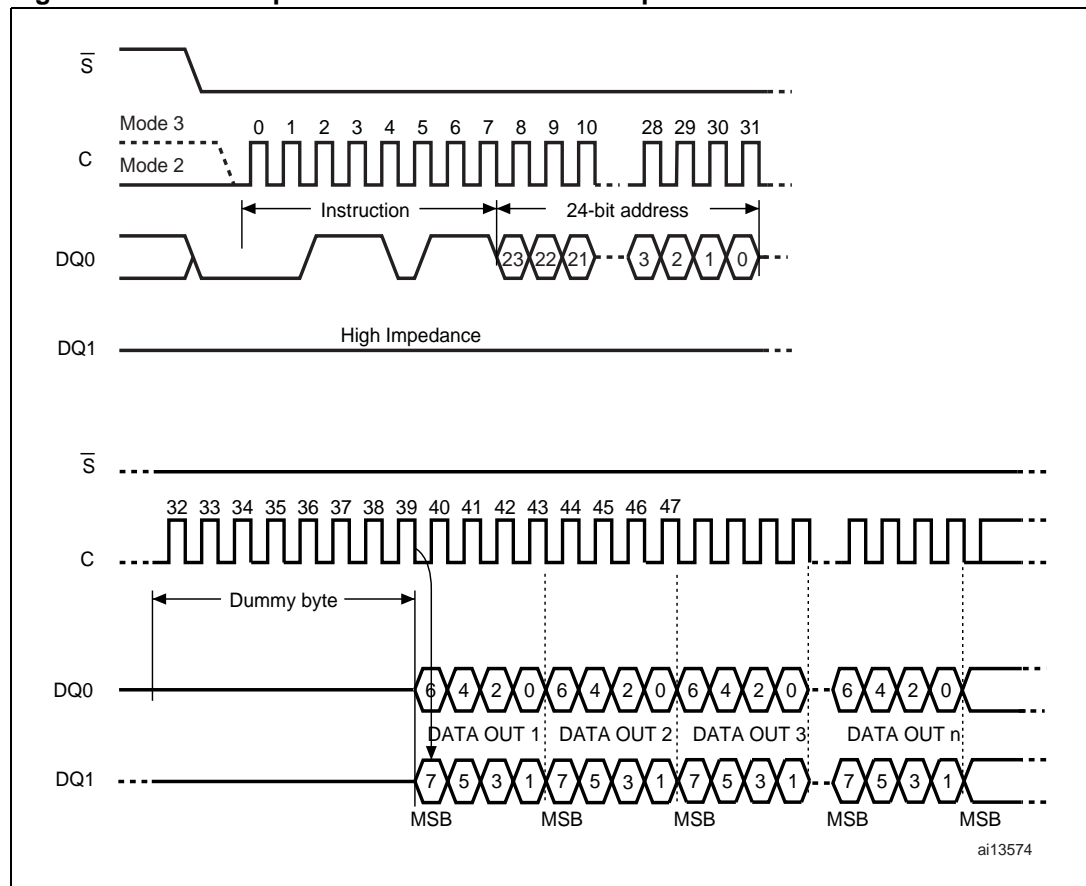 S
Mode 3
0 1 2 3 4 5 6 7 8 9 10 28 29 30 31
C
Mode 2
Instruction 24-bit address
DQ0 23 22 21 3 2 1 0
High Impedance
DQ1
S
32 33 34 35 36 37 38 39 40 41 42 43 44 45 46 47
C
Dummy byte
DQ0 6 4 2 0 6 4 2 0 6 4 2 0 6 4 2 0
DATA OUT 1 DATA OUT 2 DATA OUT 3 DATA OUT n
DQ1 7 5 3 1 7 5 3 1 7 5 3 1 7 5 3 1
MSB MSB MSB MSB MSB
ai13574